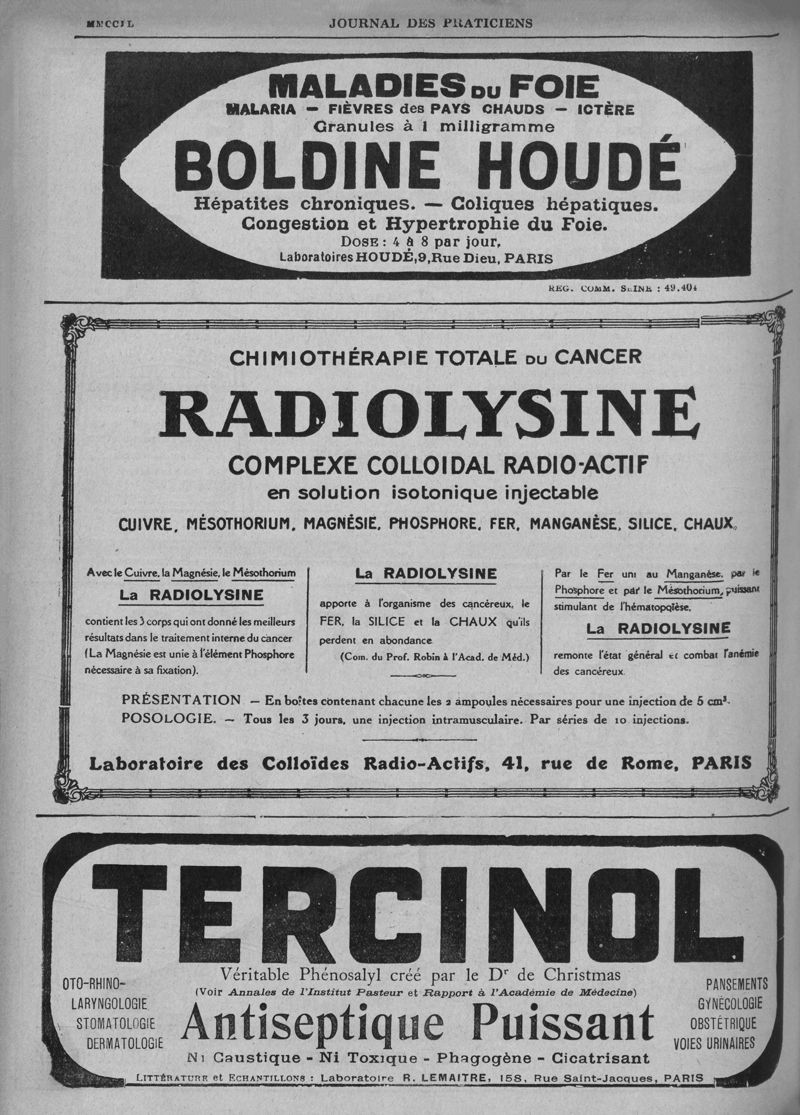 MNCCIL
JOURNAL DES PRATICIENS
MALADIES DU FOIE
MALARIA — FIÈVRES des PAYS CHAUDS — ICTÈRE
Granules à 1 milligramme
BOLDINE HOUDÉ
Hépatites chroniques. — Coliques hépatiques.
Congestion et Hypertrophie du Foie.
DOSE : 4 à 8 par jour,
Laboratoires HOUDÉ, 9, Rue Dieu, PARIS
REG. COMM. SEINE : 49.404
CHIMIOTHÉRAPIE TOTALE DU CANCER
RADIOLYSINE
COMPLEXE COLLOIDAL RADIO-ACTIF
en solution isotonique injectable
CUIVRE, MÉSOTHORIUM, MAGNÉSIE, PHOSPHORE, FER, MANGANÈSE, SILICE, CHAUX.
Avec le Cuivre, la Magnésie, le Mésothorium
La RADIOLYSINE
contient les 3 corps qui ont donné les meilleurs
résultats dans le traitement interne du cancer
(La Magnésie est unie à l'élément Phosphore
nécessaire à sa fixation).
La RADIOLYSINE
apporte à l'organisme des cancéreux, le
FER, la SILICE et la CHAUX qu'ils
perdent en abondance
(Com. du Prof. Robin à l'Acad. de Méd.)
Par le Fer uni au Manganèse, par le
Phosphore et par le Mésothorium, puissant
stimulant de l'hématopoïèse,
La RADIOLYSINE
remonte l'état général et combat l'anémie
des cancéreux.
PRÉSENTATION — En boîtes contenant chacune les 2 ampoules nécessaires pour une injection de 5 cm³.
POSOLOGIE. — Tous les 3 jours, une injection intramusculaire. Par séries de 10 injections.
Laboratoire des Colloïdes Radio-Actifs, 41, rue de Rome, PARIS
TERCINOL
Véritable Phénosalyl créé par le Dr de Christmas
(Voir Annales de l'Institut Pasteur et Rapport à l'Académie de Médecine)
OTO-RHINO-
LARYNGOLOGIE
STOMATOLOGIE
DERMATOLOGIE
Antiseptique Puissant
PANSEMENTS
GYNÉCOLOGIE
OBSTÉTRIQUE
VOIES URINAIRES
Ni Caustique - Ni Toxique - Phagogène - Cicatrisant
LITTÉRATURE et ECHANTILLONS : Laboratoire R. LEMAITRE, 158, Rue Saint-Jacques, PARIS